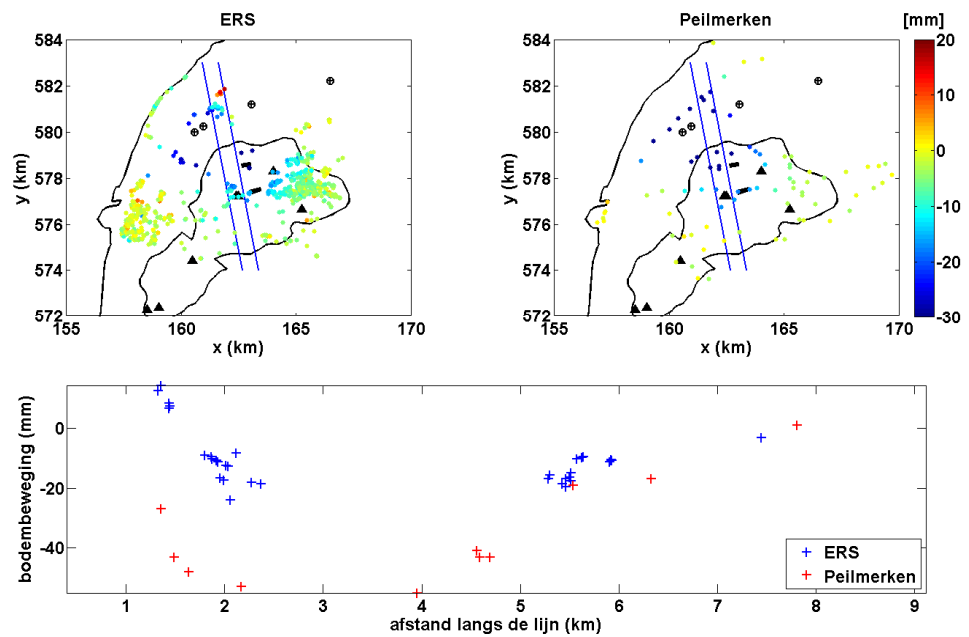 ERS
584
582
580
578
576
574
572
y (km)
155 160 165 170
x (km)
Peilmerken
584
582
580
578
576
574
572
y (km)
155 160 165 170
x (km)
[mm]
20
10
0
-10
-20
-30
0
-20
-40
bodembeweging (mm)
1 2 3 4 5 6 7 8 9
afstand langs de lijn (km)
ERS
Peilmerken